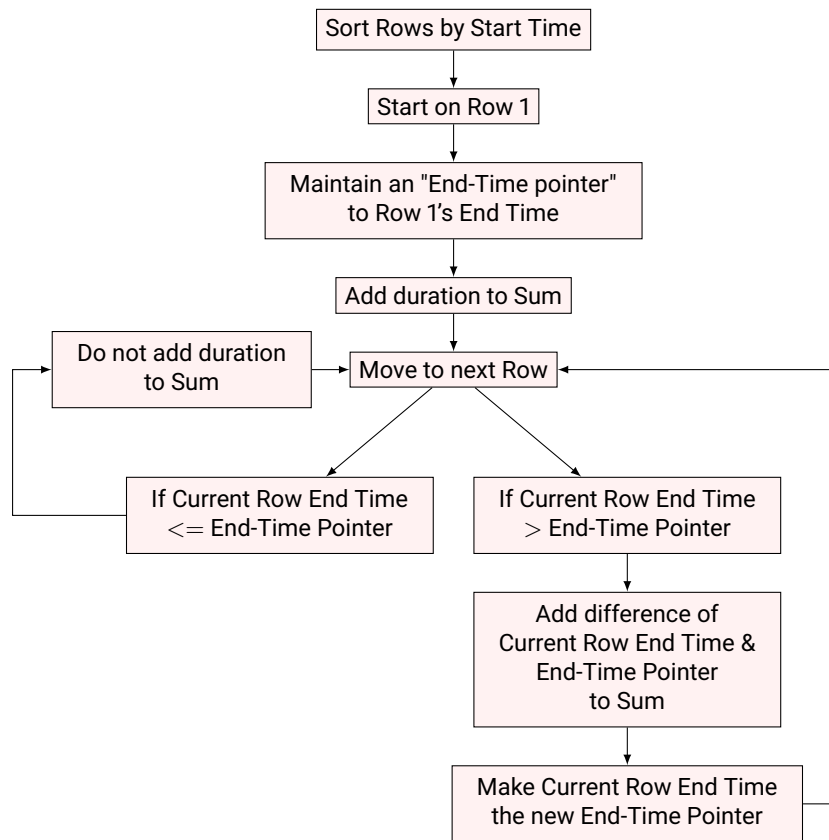 Sort Rows by Start Time
Start on Row 1
Maintain an "End-Time pointer"
to Row 1's End Time
Add duration to Sum
Do not add duration
to Sum
Move to next Row
If Current Row End Time
<= End-Time Pointer
If Current Row End Time
> End-Time Pointer
Add difference of
Current Row End Time &
End-Time Pointer
to Sum
Make Current Row End Time
the new End-Time Pointer